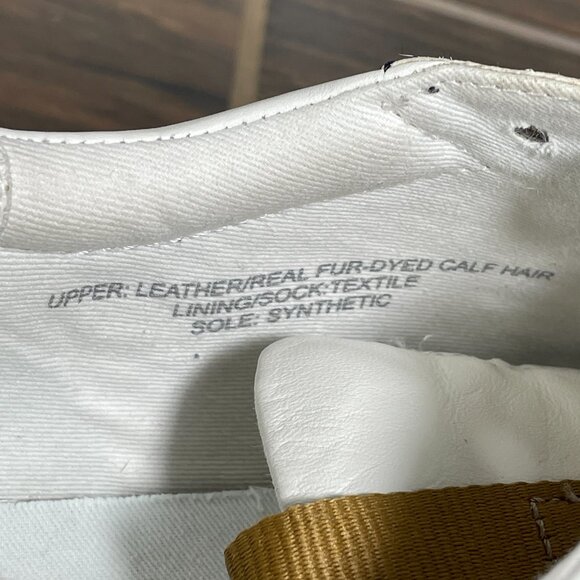 UPPER: LEATHER/REAL FUR-DYED CALF HAIR
LINING/SOCK:TEXTILE
SOLE: SYNTHETIC